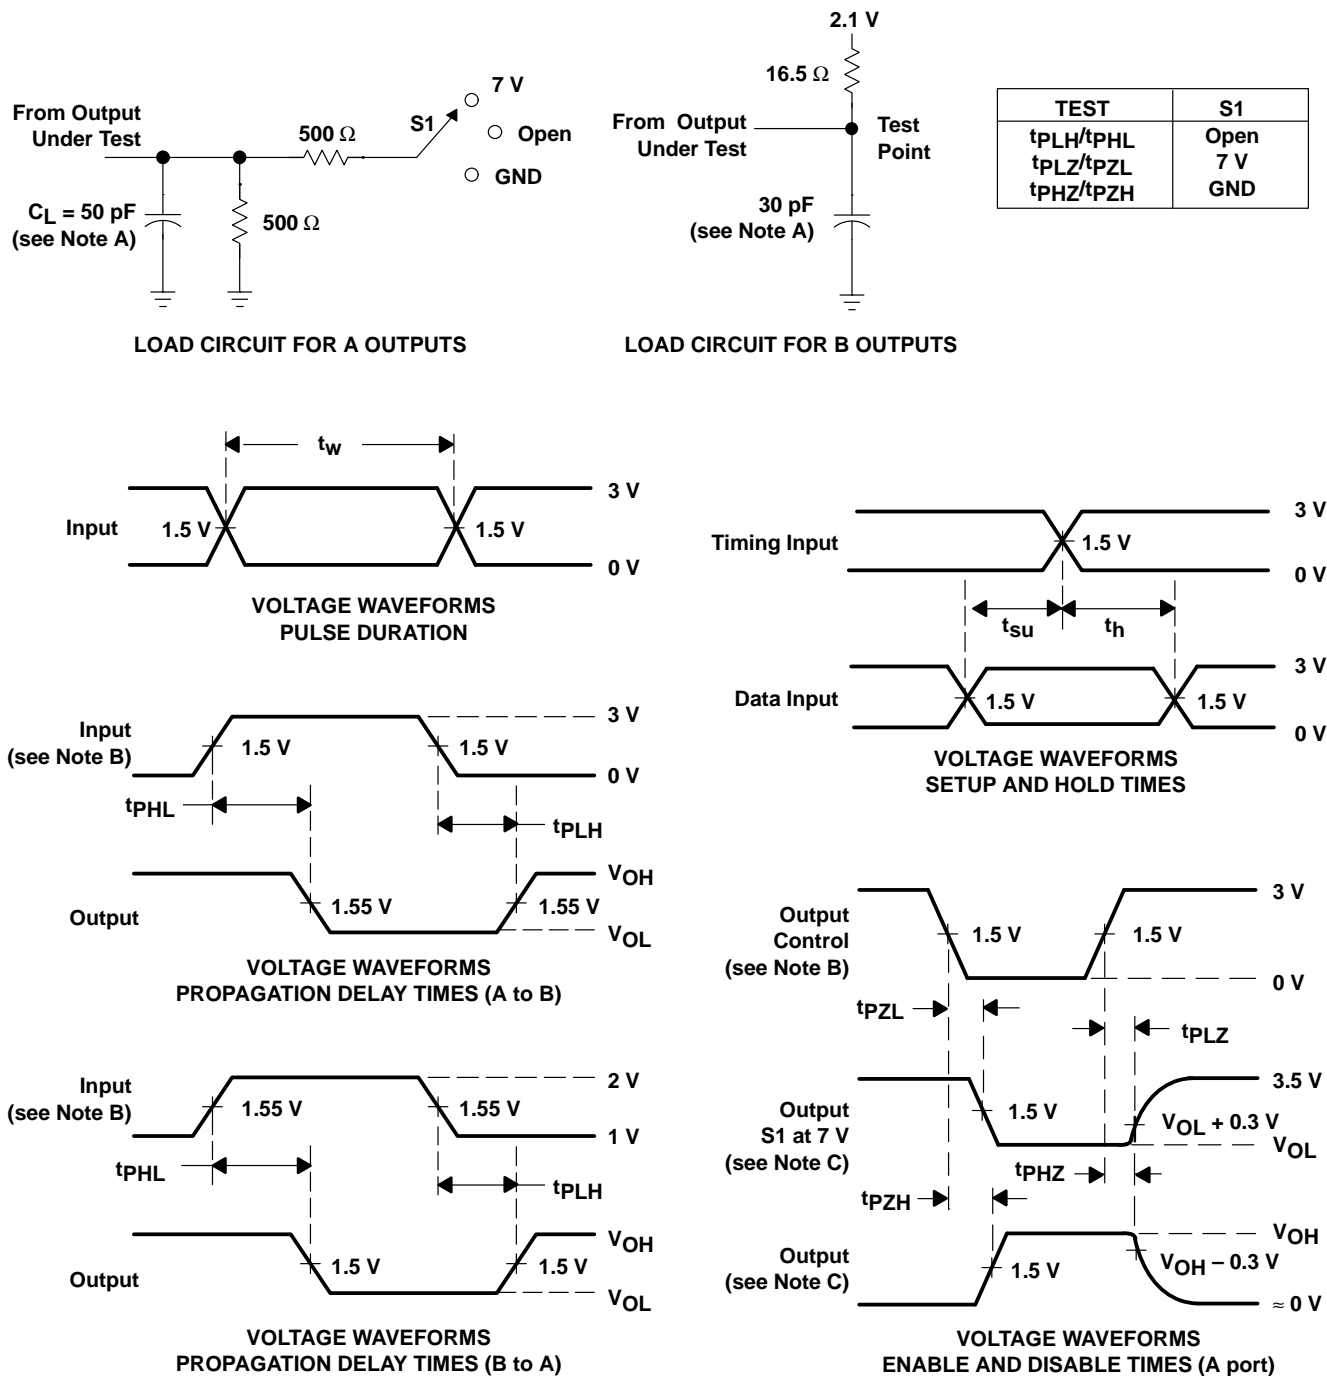 From Output
Under Test
CL = 50 pF
(see Note A)
500 Ω
500 Ω
S1
7 V
Open
GND
LOAD CIRCUIT FOR A OUTPUTS
2.1 V
16.5 Ω
From Output
Under Test
Test
Point
30 pF
(see Note A)
LOAD CIRCUIT FOR B OUTPUTS
TEST S1
tPLH/tPHL Open
tPLZ/tPZL 7 V
tPHZ/tPZH GND
tw
Input
1.5 V
1.5 V
3 V
0 V
VOLTAGE WAVEFORMS
PULSE DURATION
Timing Input
1.5 V
3 V
0 V
tsu
th
Data Input
1.5 V
1.5 V
3 V
0 V
VOLTAGE WAVEFORMS
SETUP AND HOLD TIMES
Input
(see Note B)
1.5 V
1.5 V
3 V
0 V
tPHL
tPLH
Output
1.55 V
1.55 V
VOH
VOL
VOLTAGE WAVEFORMS
PROPAGATION DELAY TIMES (A to B)
Input
(see Note B)
1.55 V
1.55 V
2 V
1 V
tPHL
tPLH
Output
1.5 V
1.5 V
VOH
VOL
VOLTAGE WAVEFORMS
PROPAGATION DELAY TIMES (B to A)
Output
Control
(see Note B)
1.5 V
1.5 V
3 V
0 V
tPZL
tPLZ
Output
S1 at 7 V
(see Note C)
1.5 V
3.5 V
VOL + 0.3 V
VOL
tPHZ
tPZH
Output
(see Note C)
1.5 V
VOH
VOH − 0.3 V
≈ 0 V
VOLTAGE WAVEFORMS
ENABLE AND DISABLE TIMES (A port)